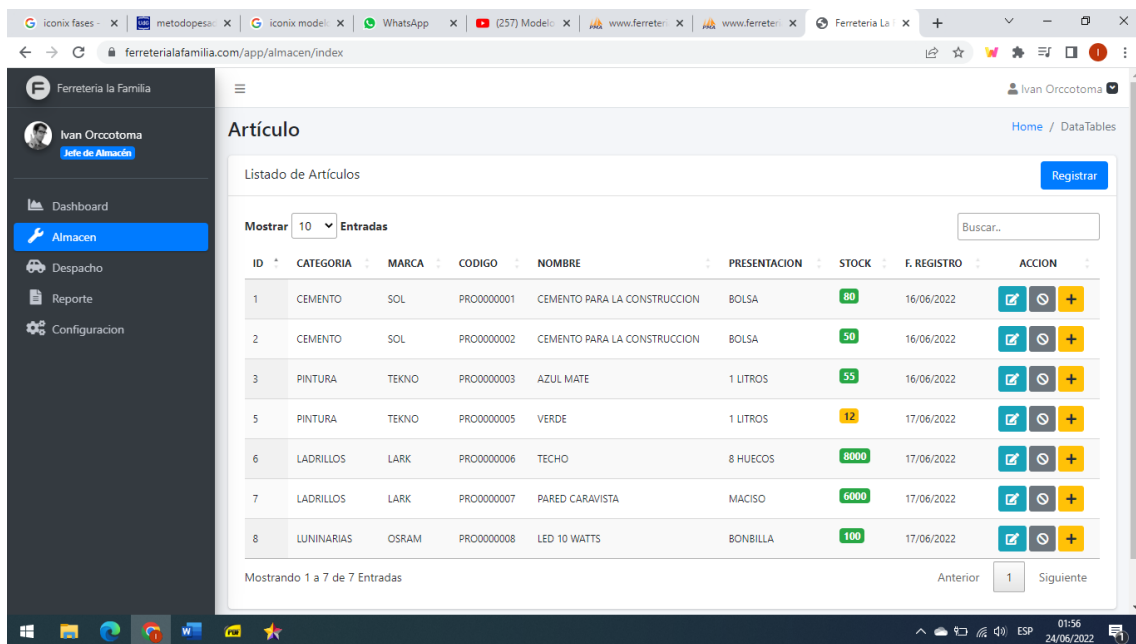 iconix fases -
metodopesac
iconix model
WhatsApp
(257) Modelo
www.ferreteri
www.ferreteri
Ferreteria La
ferreterialafamilia.com/app/almacen/index
Ferreteria la Familia
Ivan Orccotoma
Ivan Orccotoma
Jefe de Almacén
Artículo
Home / DataTables
Listado de Artículos
Registrar
Dashboard
Almacen
Despacho
Reporte
Configuracion
Mostrar 10 Entradas
Buscar..
ID CATEGORIA MARCA CODIGO NOMBRE PRESENTACION STOCK F. REGISTRO ACCION
1 CEMENTO SOL PRO0000001 CEMENTO PARA LA CONSTRUCCION BOLSA 80 16/06/2022
2 CEMENTO SOL PRO0000002 CEMENTO PARA LA CONSTRUCCION BOLSA 50 16/06/2022
3 PINTURA TEKNO PRO0000003 AZUL MATE 1 LITROS 55 16/06/2022
5 PINTURA TEKNO PRO0000005 VERDE 1 LITROS 12 17/06/2022
6 LADRILLOS LARK PRO0000006 TECHO 8 HUECOS 8000 17/06/2022
7 LADRILLOS LARK PRO0000007 PARED CARAVISTA MACISO 6000 17/06/2022
8 LUNINARIAS OSRAM PRO0000008 LED 10 WATTS BONBILLA 100 17/06/2022
Mostrando 1 a 7 de 7 Entradas
Anterior 1 Siguiente
ESP
01:56
24/06/2022